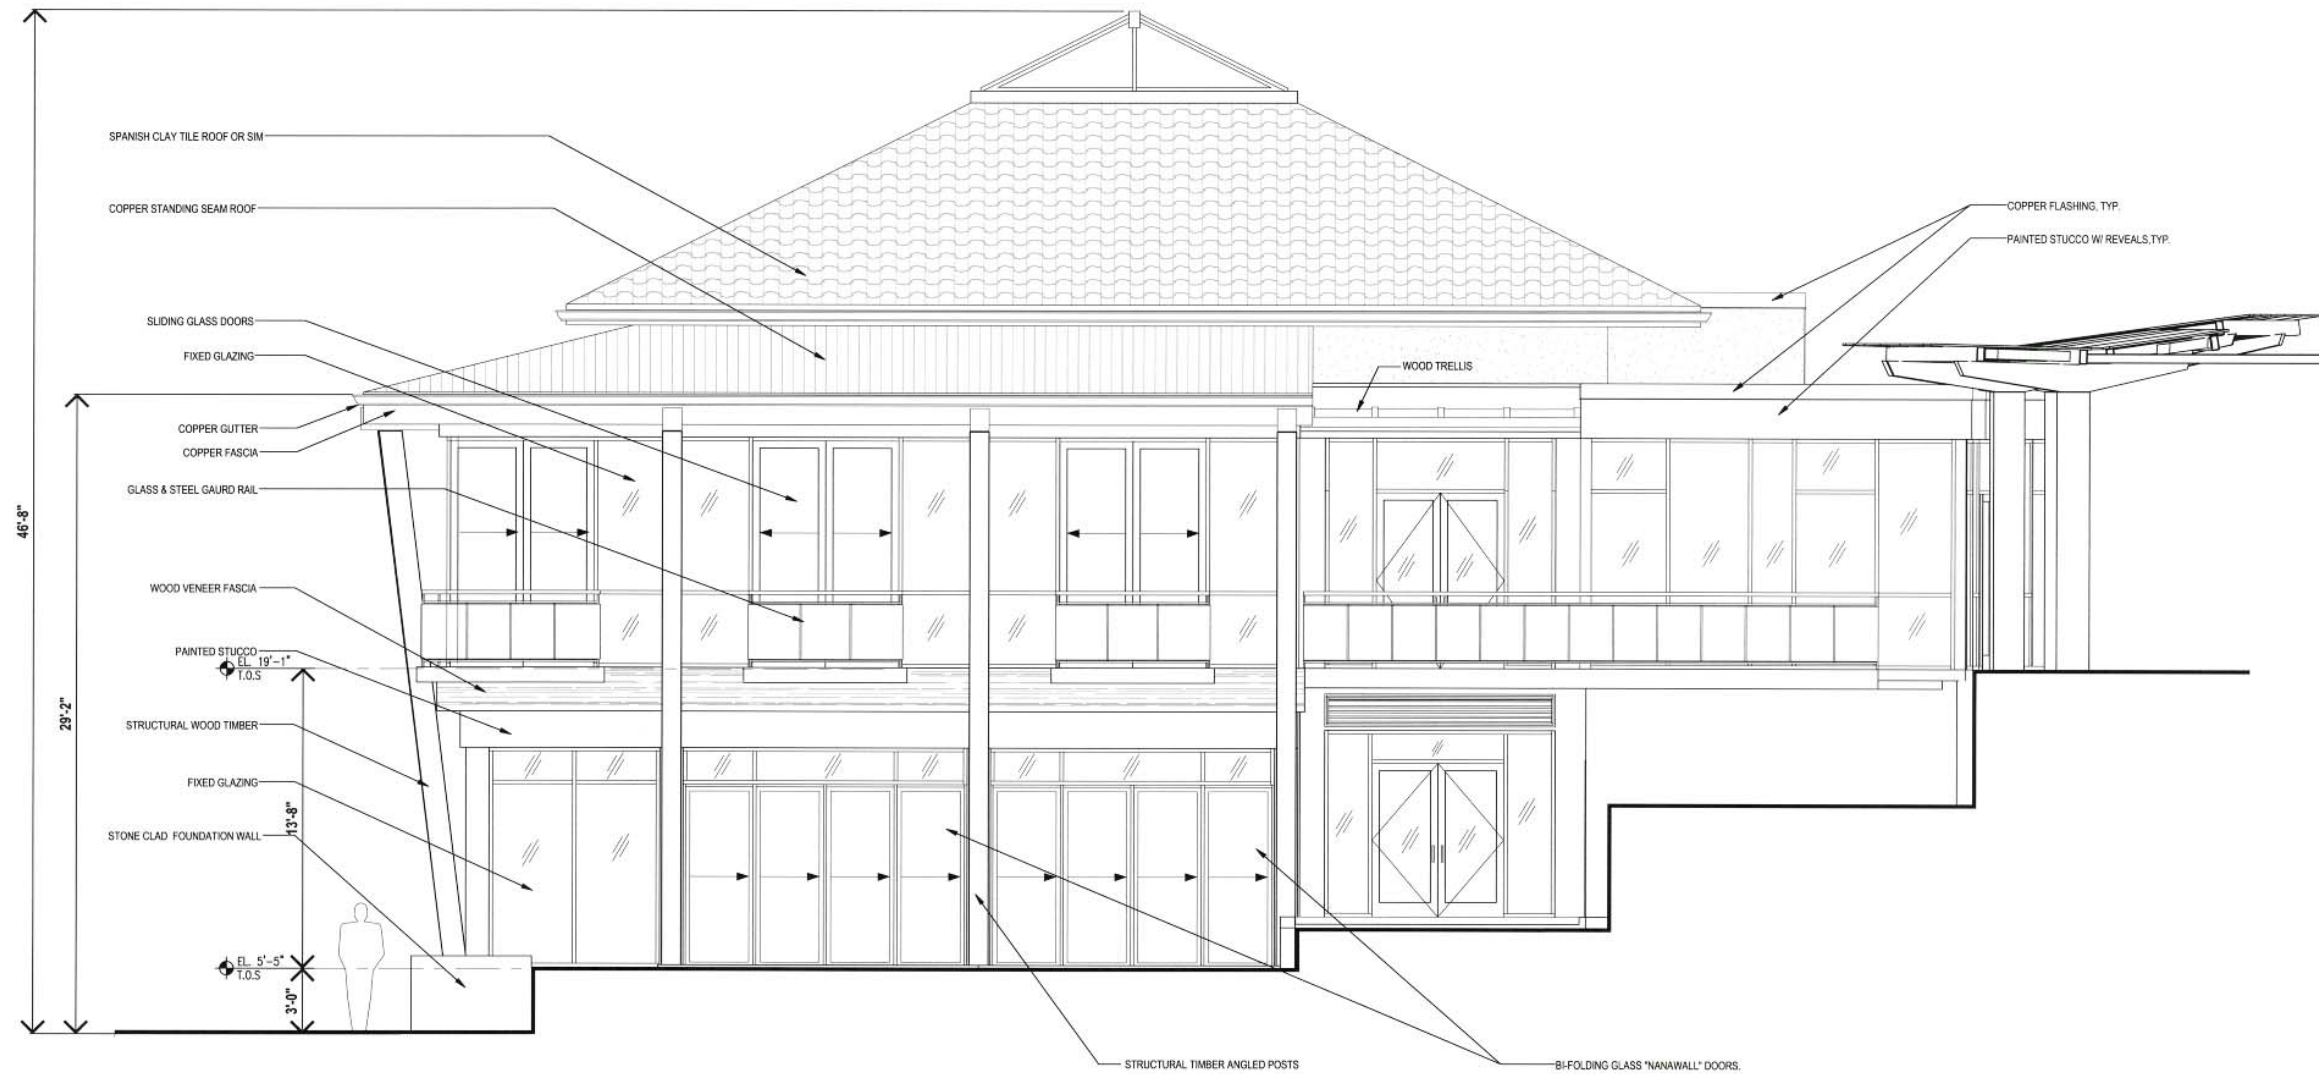 SPANISH CLAY TILE ROOF OR SIM
COPPER STANDING SEAM ROOF
COPPER FLASHING, TYP.
PAINTED STUCCO W/ REVEALS,TYP.
SLIDING GLASS DOORS
FIXED GLAZING
WOOD TRELLIS
COPPER GUTTER
COPPER FASCIA
GLASS & STEEL GAURD RAIL
46'-8"
WOOD VENEER FASCIA
PAINTED STUCCO
EL. 19'-1"
T.O.S
29'-2"
STRUCTURAL WOOD TIMBER
FIXED GLAZING
13'-8"
STONE CLAD FOUNDATION WALL
EL. 5'-5"
T.O.S
3'-0"
STRUCTURAL TIMBER ANGLED POSTS
BI-FOLDING GLASS "NANAWALL" DOORS.